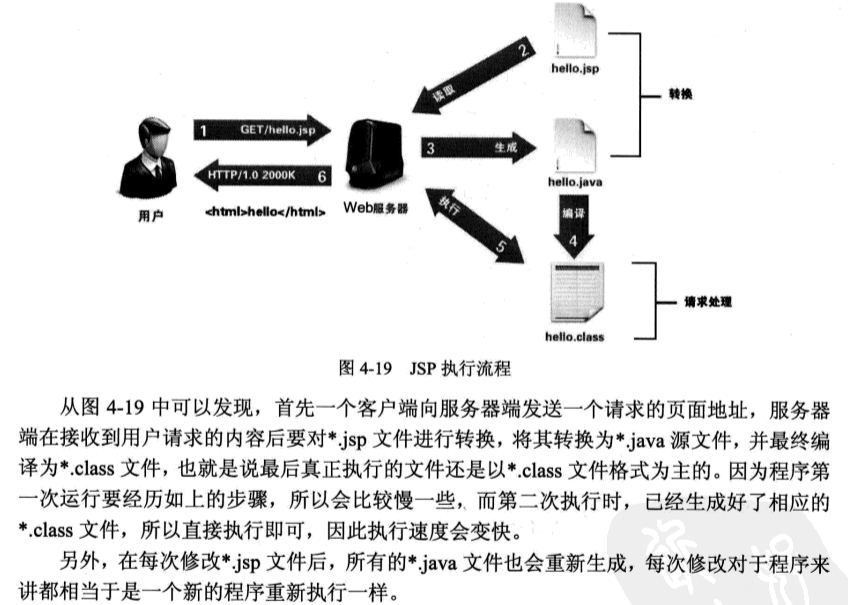 2
hello.jsp
读取
转换
1 GET/hello.jsp
3 生成
HTTP/1.0 2000K 6
hello.java
用户
<html>hello</html>
Web服务器
执行
5
编译
4
请求处理
hello.class
图 4-19 JSP 执行流程
从图 4-19 中可以发现，首先一个客户端向服务器端发送一个请求的页面地址，服务器
端在接收到用户请求的内容后要对*.jsp 文件进行转换，将其转换为*.java 源文件，并最终编
译为*.class 文件，也就是说最后真正执行的文件还是以*.class 文件格式为主的。因为程序第
一次运行要经历如上的步骤，所以会比较慢一些，而第二次执行时，已经生成好了相应的
*.class 文件，所以直接执行即可，因此执行速度会变快。
另外，在每次修改*.jsp 文件后，所有的*.java 文件也会重新生成，每次修改对于程序来
讲都相当于是一个新的程序重新执行一样。